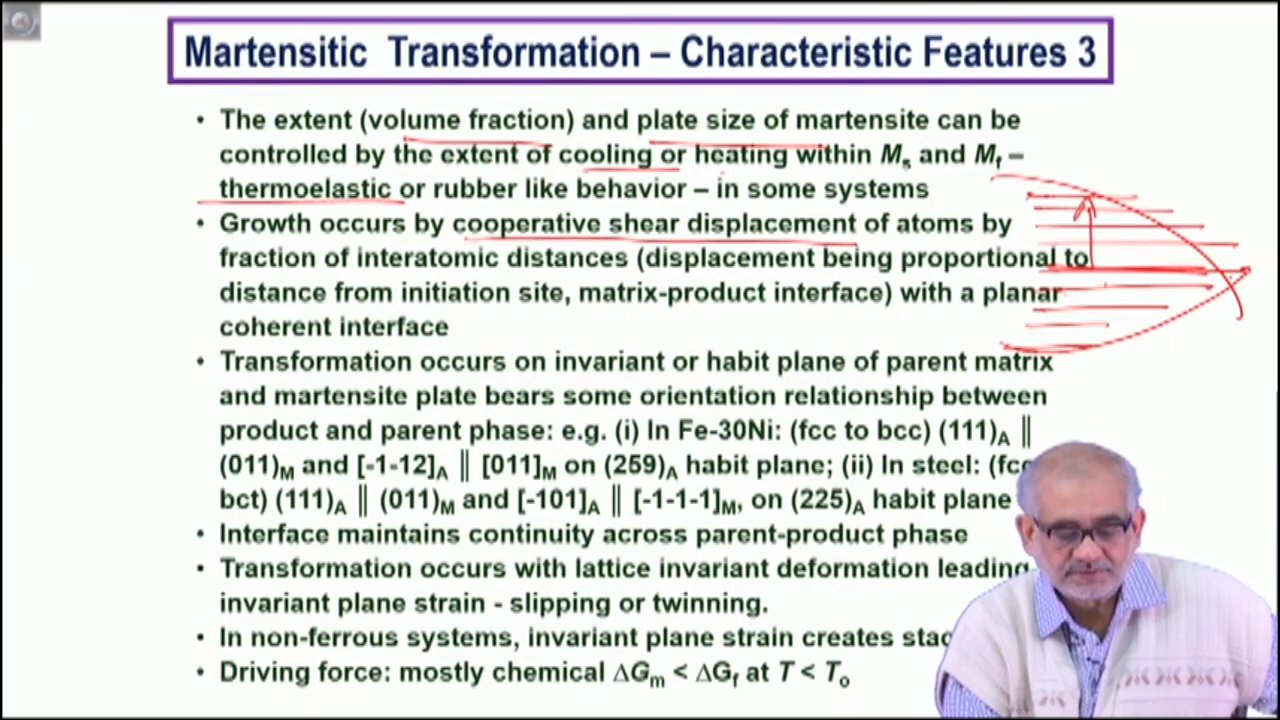 Martensitic Transformation – Characteristic Features 3
• The extent (volume fraction) and plate size of martensite can be
controlled by the extent of cooling or heating within Ms and Mf –
thermoelastic or rubber like behavior – in some systems
• Growth occurs by cooperative shear displacement of atoms by
fraction of interatomic distances (displacement being proportional to
distance from initiation site, matrix-product interface) with a planar
coherent interface
• Transformation occurs on invariant or habit plane of parent matrix
and martensite plate bears some orientation relationship between
product and parent phase: e.g. (i) In Fe-30Ni: (fcc to bcc) (111)A ||
(011)M and [-1-12]A || [011]M on (259)A habit plane; (ii) In steel:
bct) (111)A || (011)M and [-101]A || [-1-1-1]M, on (225)A habit plane
• Interface maintains continuity across parent-product phase
• Transformation occurs with lattice invariant deformation leading
invariant plane strain - slipping or twinning.
• In non-ferrous systems, invariant plane strain creates
• Driving force: mostly chemical ΔGm < ΔGf at T < To